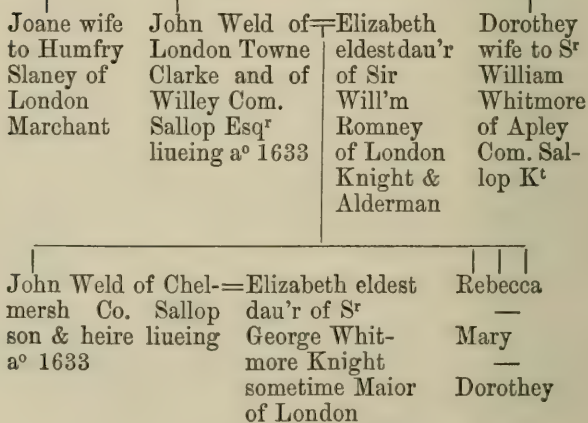 Joane wife
to Humfry
Slaney of
London
Marchant
John Weld of
London Towne
Clarke and of
Willey Com.
Sallop Esqʳ
liueing aᵒ 1633
Elizabeth
eldest dau'r
of Sir
Will'm
Romney
of London
Knight &
Alderman
Dorothey
wife to Sʳ
William
Whitmore
of Apley
Com. Sal-
lop Kᵗ
John Weld of Chel-
mersh Co. Sallop
son & heire liueing
aᵒ 1633
Elizabeth eldest
dau'r of Sʳ
George Whit-
more Knight
sometime Maior
of London
Rebecca
—
Mary
—
Dorothey